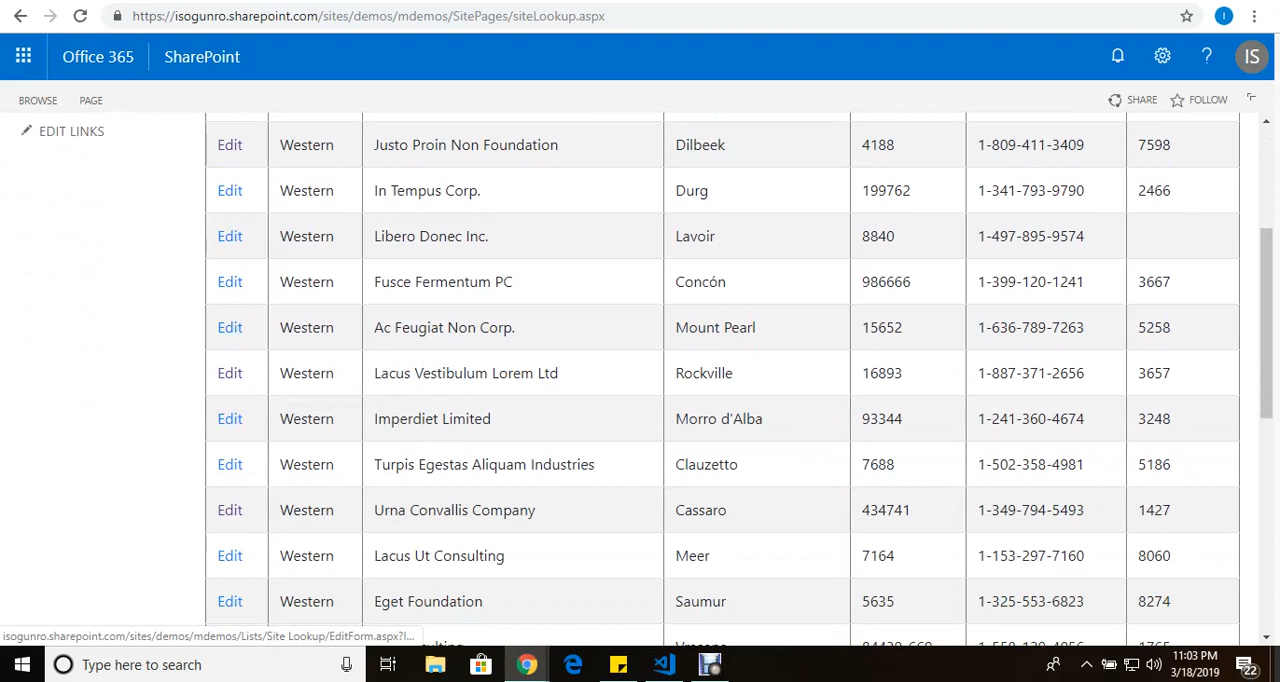 https://isogunro.sharepoint.com/sites/demos/mdemos/SitePages/siteLookup.aspx
I
Office 365 SharePoint ? IS
BROWSE PAGE SHARE FOLLOW
EDIT LINKS
Edit Western Justo Proin Non Foundation Dilbeek 4188 1-809-411-3409 7598
Edit Western In Tempus Corp. Durg 199762 1-341-793-9790 2466
Edit Western Libero Donec Inc. Lavoir 8840 1-497-895-9574
Edit Western Fusce Fermentum PC Concón 986666 1-399-120-1241 3667
Edit Western Ac Feugiat Non Corp. Mount Pearl 15652 1-636-789-7263 5258
Edit Western Lacus Vestibulum Lorem Ltd Rockville 16893 1-887-371-2656 3657
Edit Western Imperdiet Limited Morro d'Alba 93344 1-241-360-4674 3248
Edit Western Turpis Egestas Aliquam Industries Clauzetto 7688 1-502-358-4981 5186
Edit Western Urna Convallis Company Cassaro 434741 1-349-794-5493 1427
Edit Western Lacus Ut Consulting Meer 7164 1-153-297-7160 8060
Edit Western Eget Foundation Saumur 5635 1-325-553-6823 8274
isogunro.sharepoint.com/sites/demos/mdemos/Lists/Site Lookup/EditForm.aspx?I...
Type here to search
11:03 PM
3/18/2019
22